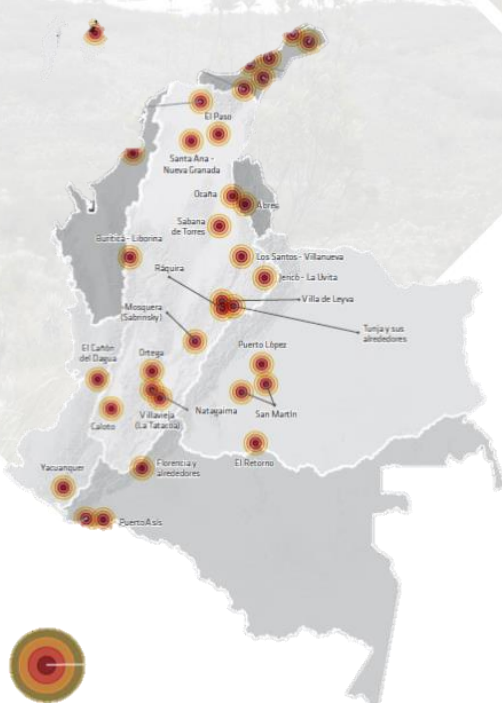 El Paso
Santa Ana -
Nueva Granada
Ocaña
Ábres
Sabana
de Torres
Buriticá - Liborina
Los Santos - Villanueva
Ráquira
Jericó - La Uvita
Villa de Leyva
Mosquera
(Sabrinsky)
Tunja y sus
alrededores
El Cañón
del Dagua
Ortega
Puerto López
Caloto
Villavieja
(La Tatacoa)
Natagaima
San Martín
Yacuanquer
Florencia y
alrededores
El Retorno
Puerto Asís